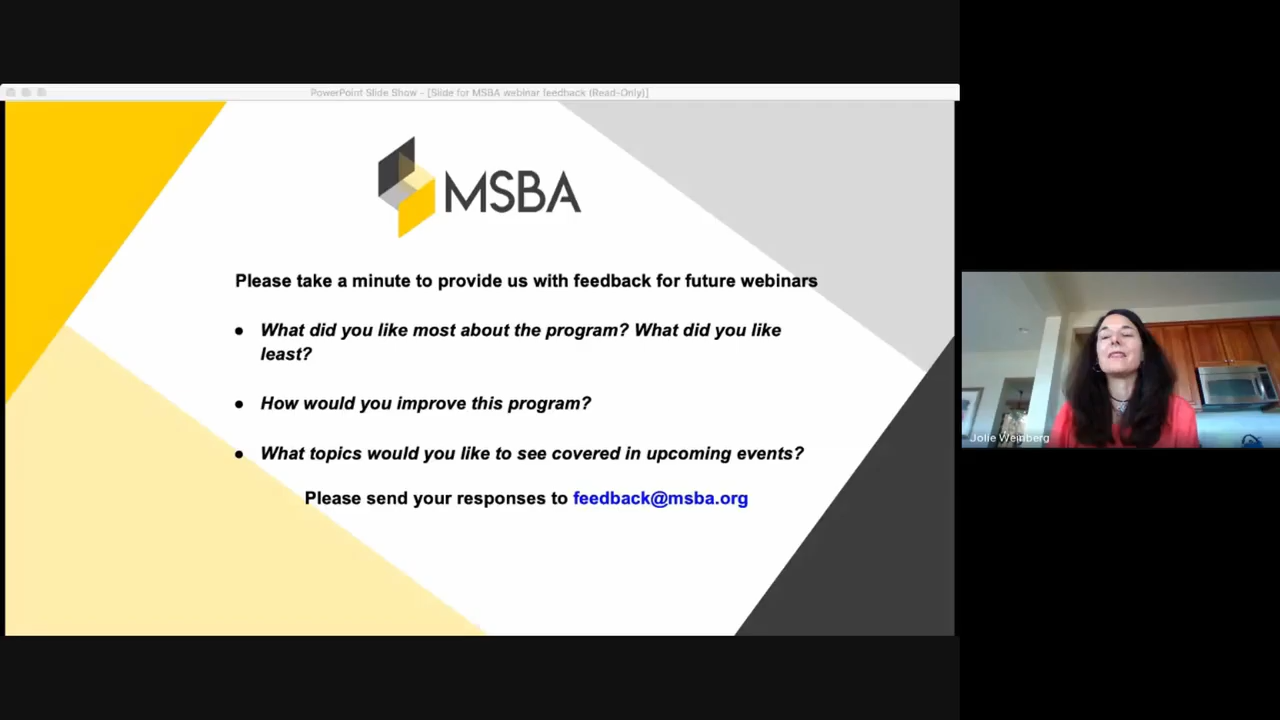 PowerPoint Slide Show - [Slide for MSBA webinar feedback (Read-Only)]
MSBA
Please take a minute to provide us with feedback for future webinars
• What did you like most about the program? What did you like
least?
• How would you improve this program?
• What topics would you like to see covered in upcoming events?
Please send your responses to feedback@msba.org
Jolie Weinberg